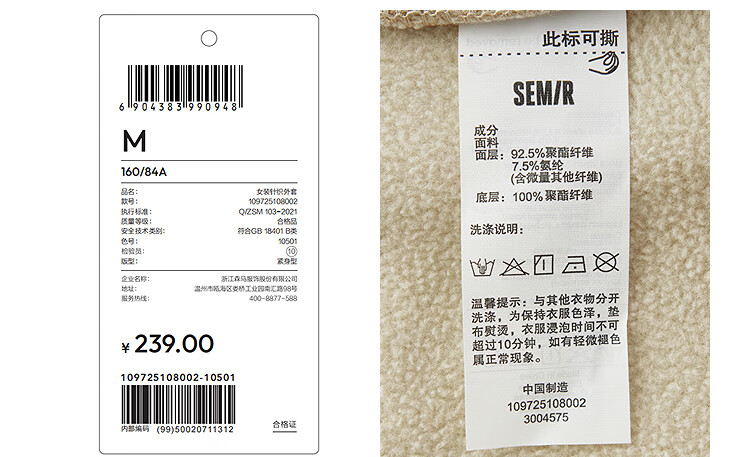 6 904383 990948
M
160/84A
品名： 女装针织外套
款号： 109725108002
执行标准： Q/ZSM 103-2021
质量等级： 合格品
安全技术类别： 符合GB 18401 B类
色号： 10501
检验员： 10
版型： 紧身型
企业名称： 浙江森马服饰股份有限公司
地址： 温州市瓯海区娄桥工业园南汇路98号
服务热线： 400-8877-588
¥ 239.00
109725108002-10501
内部编码 (99)50020711312
合格证
此标可撕
SEMIR
成分
面料
面层： 92.5%聚酯纤维
7.5%氨纶
(含微量其他纤维)
底层： 100%聚酯纤维
洗涤说明：
温馨提示：与其他衣物分开
洗涤，为保持衣服色泽，垫
布熨烫，衣服浸泡时间不可
超过10分钟，如有轻微褪色
属正常现象。
中国制造
109725108002
3004575